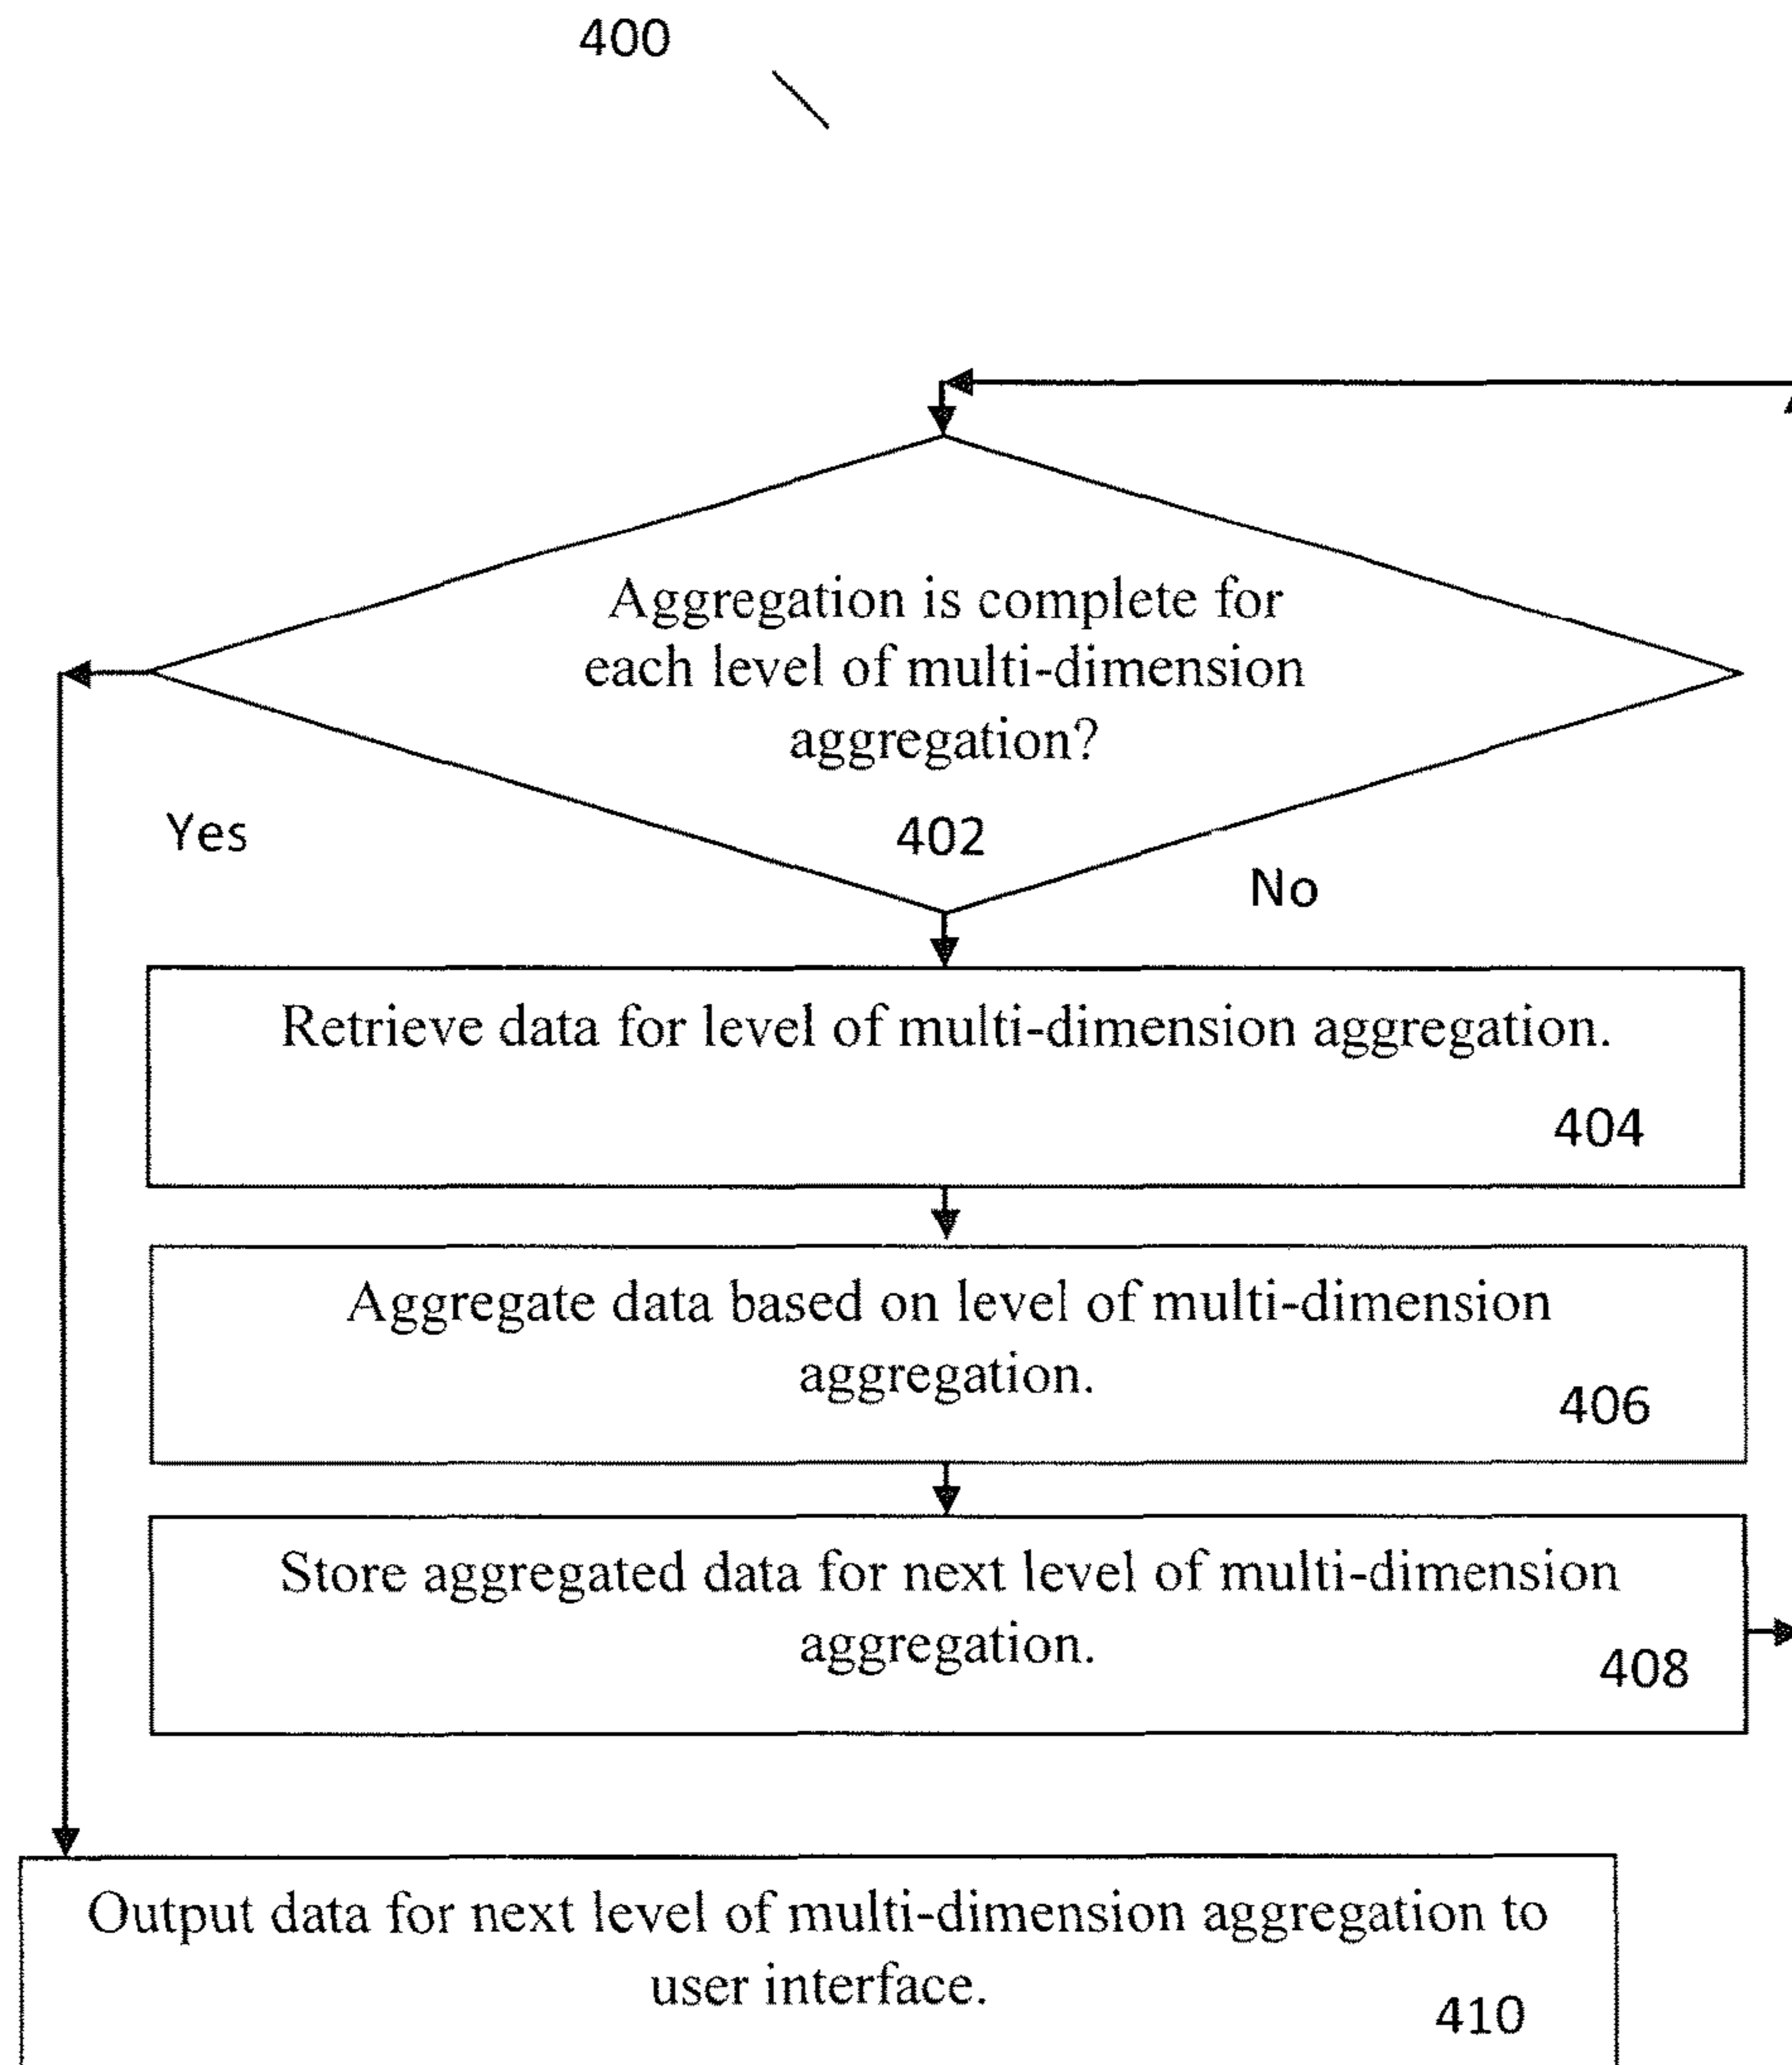 400
Aggregation is complete for
each level of multi-dimension
aggregation?
402
Yes
No
Retrieve data for level of multi-dimension aggregation.
404
Aggregate data based on level of multi-dimension
aggregation.
406
Store aggregated data for next level of multi-dimension
aggregation.
408
Output data for next level of multi-dimension aggregation to
user interface.
410